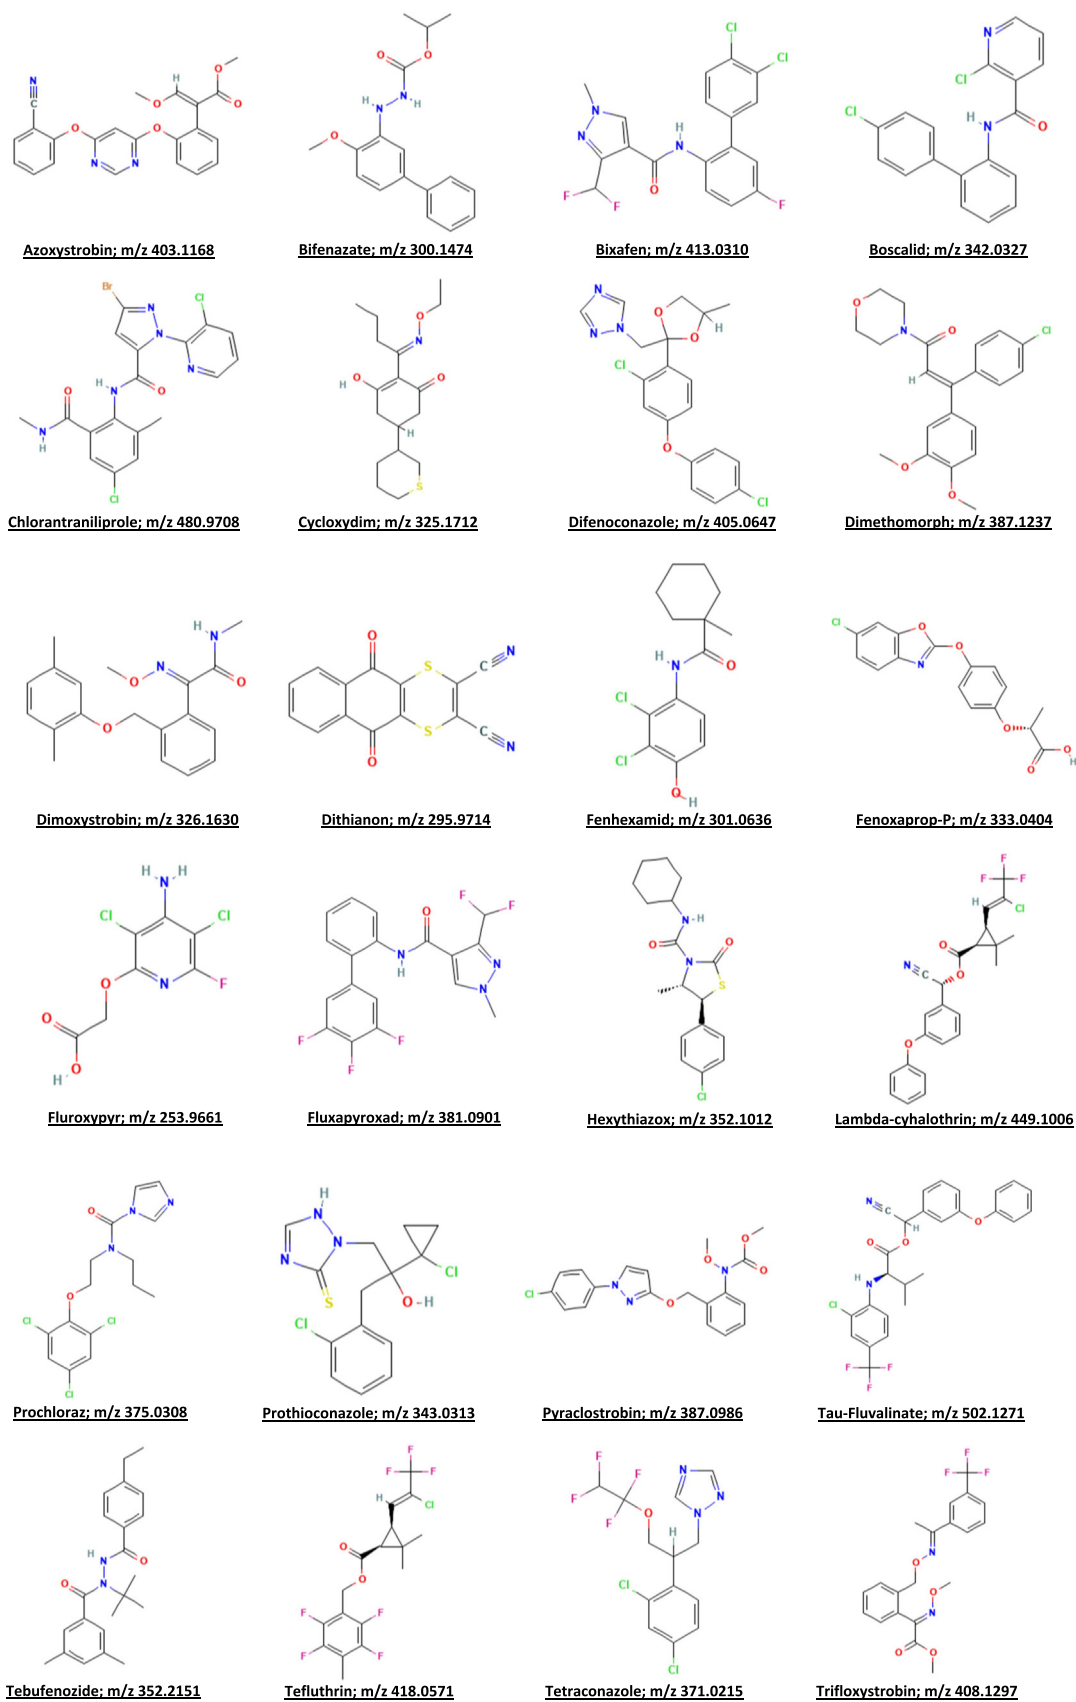 Azoxystrobin; m/z 403.1168
Bifenazate; m/z 300.1474
Bixafen; m/z 413.0310
Boscalid; m/z 342.0327
Chlorantraniliprole; m/z 480.9708
Cycloxydim; m/z 325.1712
Difenoconazole; m/z 405.0647
Dimethomorph; m/z 387.1237
Dimoxystrobin; m/z 326.1630
Dithianon; m/z 295.9714
Fenhexamid; m/z 301.0636
Fenoxaprop-P; m/z 333.0404
Fluroxypyr; m/z 253.9661
Fluxapyroxad; m/z 381.0901
Hexythiazox; m/z 352.1012
Lambda-cyhalothrin; m/z 449.1006
Prochloraz; m/z 375.0308
Prothioconazole; m/z 343.0313
Pyraclostrobin; m/z 387.0986
Tau-Fluvalinate; m/z 502.1271
Tebufenozide; m/z 352.2151
Tefluthrin; m/z 418.0571
Tetraconazole; m/z 371.0215
Trifloxystrobin; m/z 408.1297